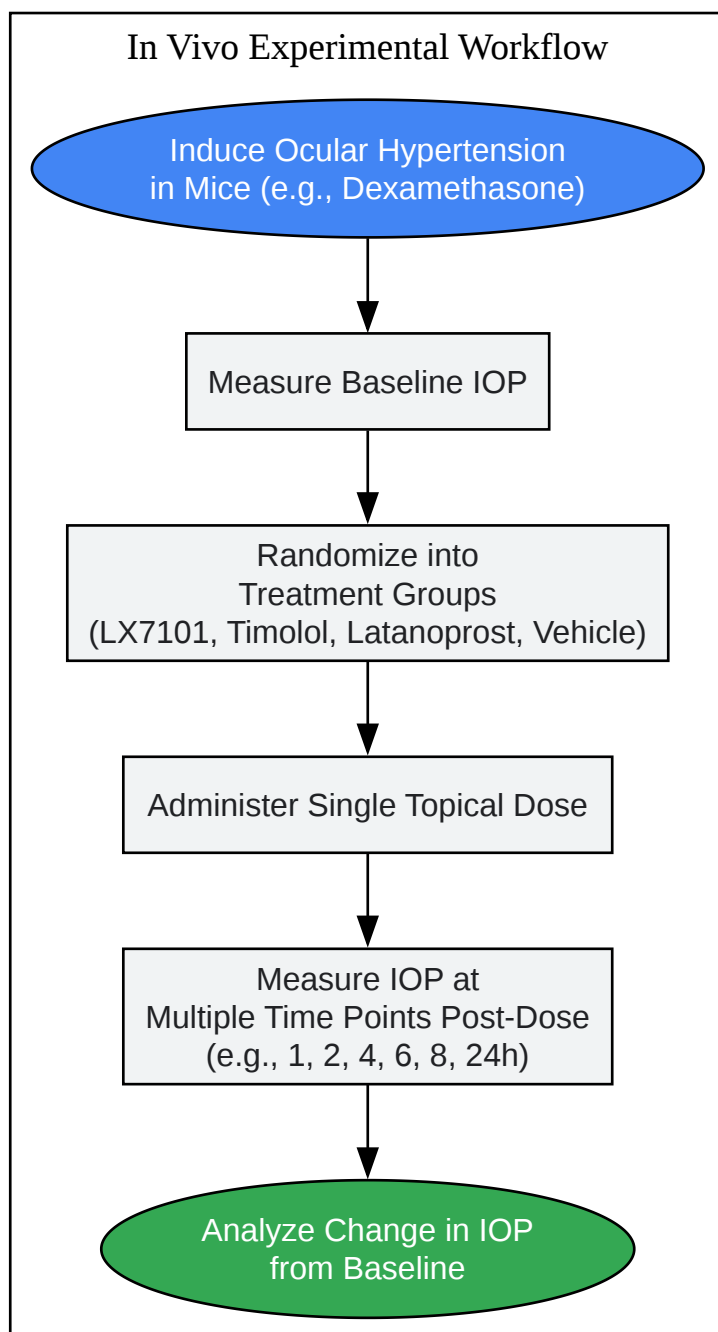 In Vivo Experimental Workflow
Induce Ocular Hypertension
in Mice (e.g., Dexamethasone)
Measure Baseline IOP
Randomize into
Treatment Groups
(LX7101, Timolol, Latanoprost, Vehicle)
Administer Single Topical Dose
Measure IOP at
Multiple Time Points Post-Dose
(e.g., 1, 2, 4, 6, 8, 24h)
Analyze Change in IOP
from Baseline